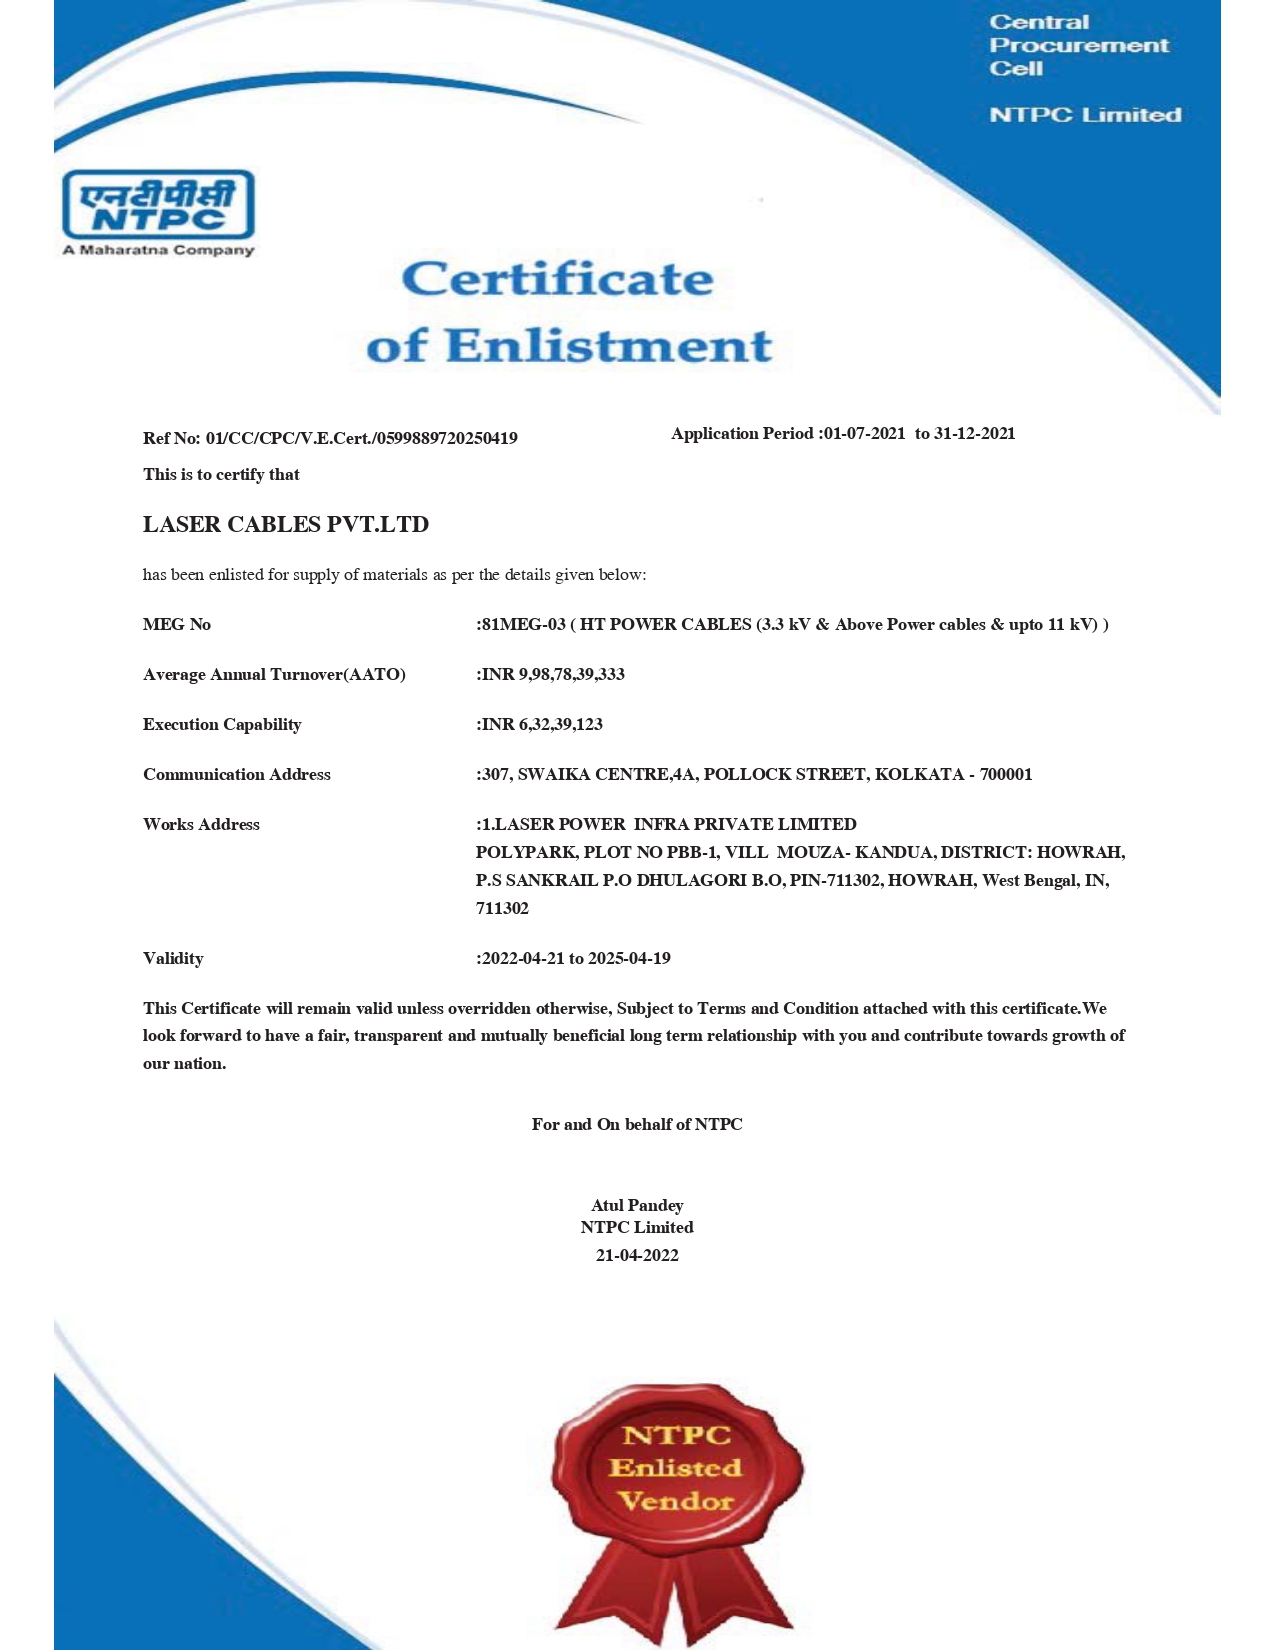 Central
Procurement
Cell
NTPC Limited
एनटीपीसी
NTPC
A Maharatna Company
Certificate
of Enlistment
Ref No: 01/CC/CPC/V.E.Cert./0599889720250419
Application Period :01-07-2021 to 31-12-2021
This is to certify that
LASER CABLES PVT.LTD
has been enlisted for supply of materials as per the details given below:
MEG No :81MEG-03 ( HT POWER CABLES (3.3 kV & Above Power cables & upto 11 kV) )
Average Annual Turnover(AATO) :INR 9,98,78,39,333
Execution Capability :INR 6,32,39,123
Communication Address :307, SWAIKA CENTRE,4A, POLLOCK STREET, KOLKATA - 700001
Works Address :1.LASER POWER INFRA PRIVATE LIMITED
POLYPARK, PLOT NO PBB-1, VILL MOUZA- KANDUA, DISTRICT: HOWRAH,
P.S SANKRAIL P.O DHULAGORI B.O, PIN-711302, HOWRAH, West Bengal, IN,
711302
Validity :2022-04-21 to 2025-04-19
This Certificate will remain valid unless overridden otherwise, Subject to Terms and Condition attached with this certificate.We
look forward to have a fair, transparent and mutually beneficial long term relationship with you and contribute towards growth of
our nation.
For and On behalf of NTPC
Atul Pandey
NTPC Limited
21-04-2022
NTPC
Enlisted
Vendor